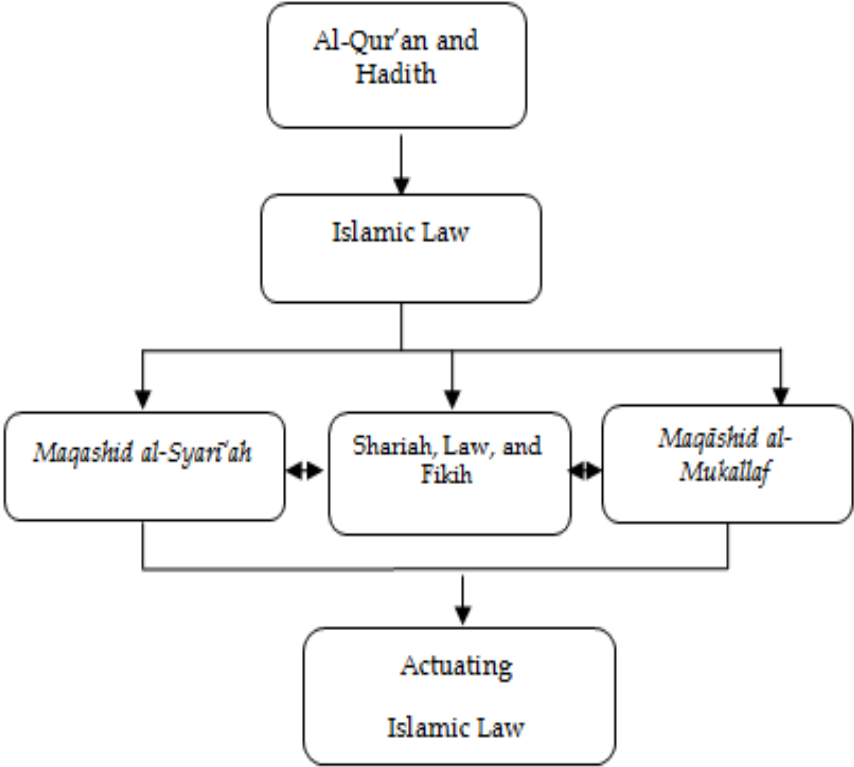 Al-Qur’an and
Hadith
Islamic Law
Maqashid al-Syarī’ah
Shariah, Law, and
Fikih
Maqāshid al-
Mukallaf
Actuating
Islamic Law